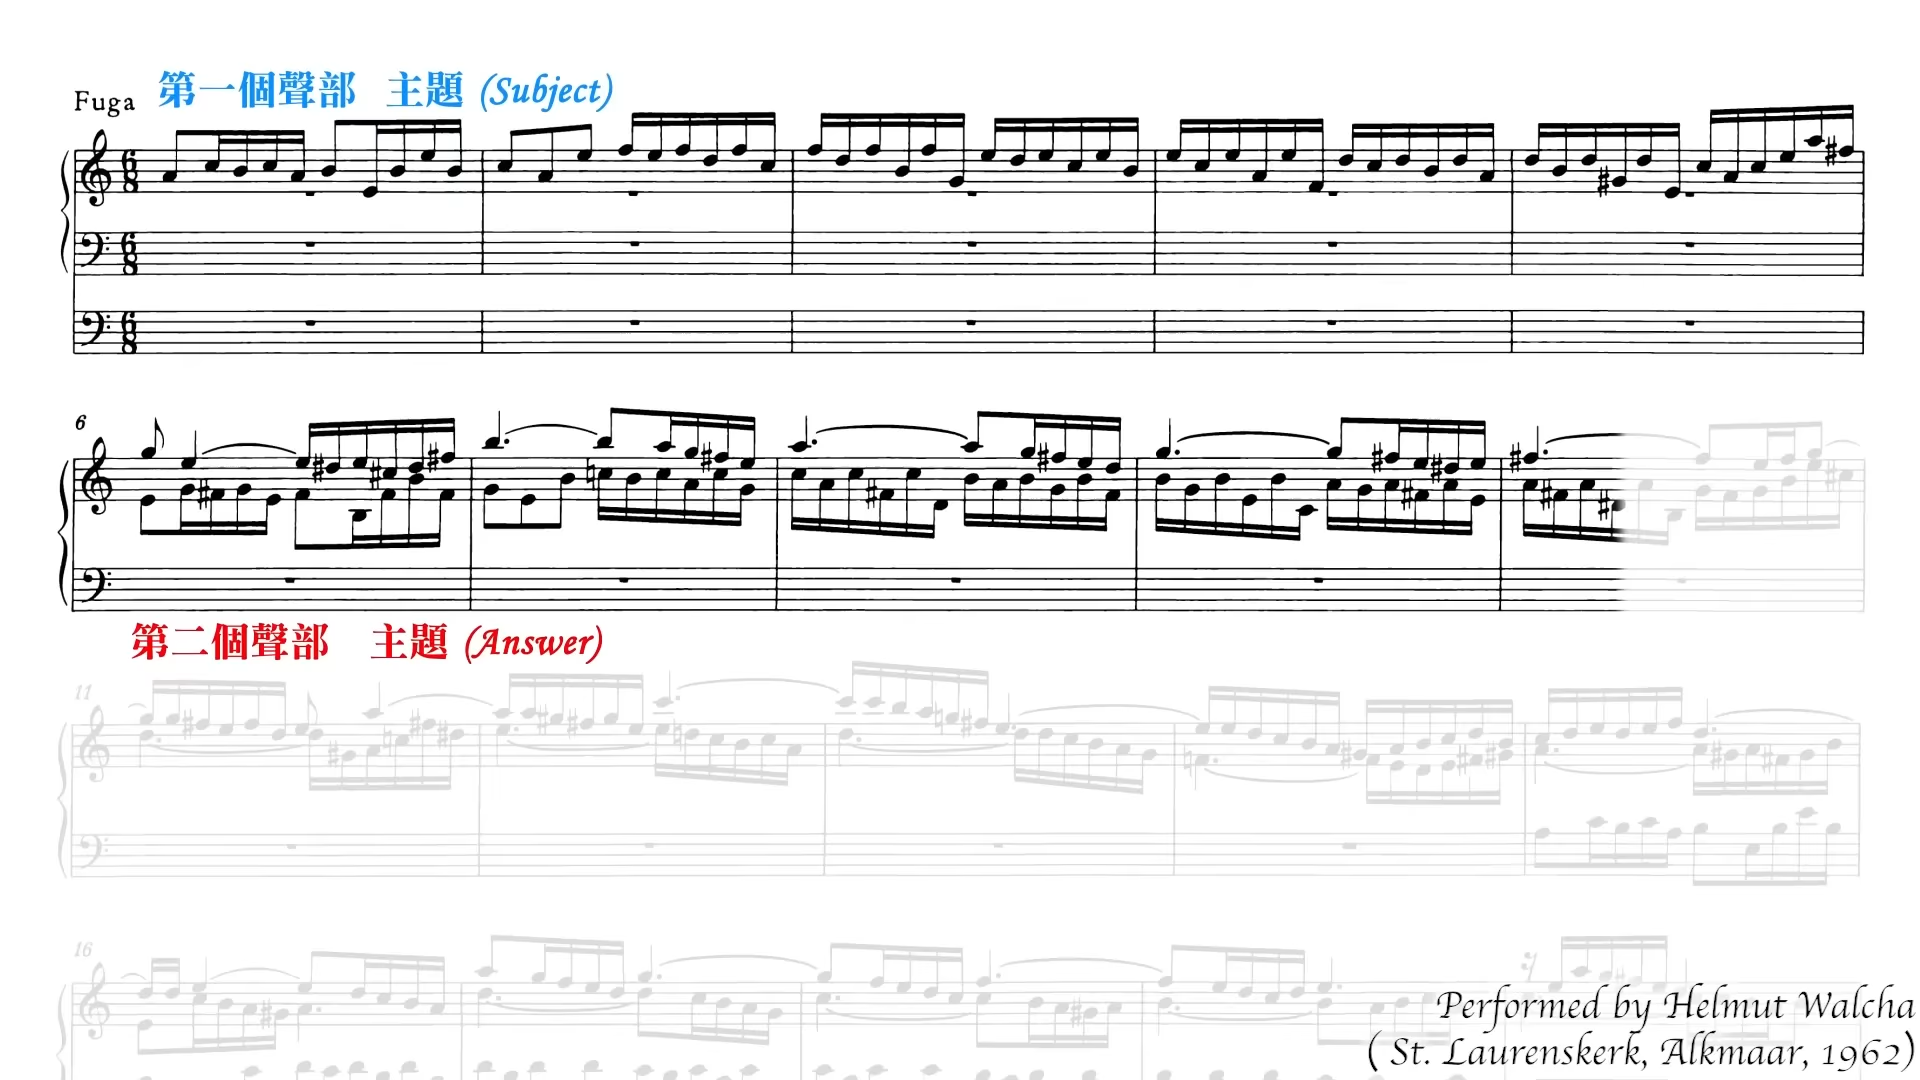 Fuga 第一個聲部 主題 (Subject)
6
第二個聲部 主題 (Answer)
11
16
Performed by Helmut Walcha
( St. Laurenskerk, Alkmaar, 1962)